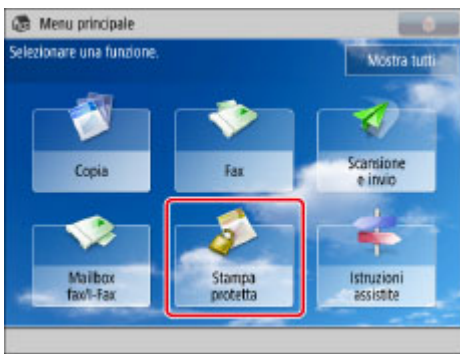 Menu principale
Selezionare una funzione.
Mostra tutti
Copia
Fax
Scansione
e invio
Mailbox
fax/I-Fax
Stampa
protetta
Istruzioni
assistite